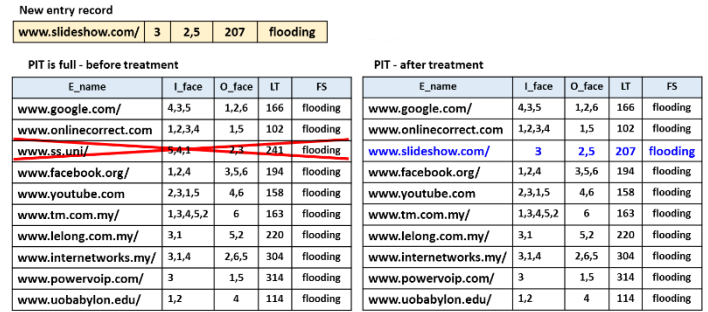 New entry record
www.slideshow.com/ 3 2,5 207 flooding
PIT is full - before treatment
E_name I_face O_face LT FS
www.google.com/ 4,3,5 1,2,6 166 flooding
www.onlinecorrect.com 1,2,3,4 1,5 102 flooding
www.ss.uni/ 5,4,1 2,3 241 flooding
www.facebook.org/ 1,2,4 3,5,6 194 flooding
www.youtube.com 2,3,1,5 4,6 158 flooding
www.tm.com.my/ 1,3,4,5,2 6 163 flooding
www.lelong.com.my/ 3,1 5,2 220 flooding
www.internetworks.my/ 3,1,4 2,6,5 304 flooding
www.powervoip.com/ 3 1,5 314 flooding
www.uobabylon.edu/ 1,2 4 114 flooding
PIT - after treatment
E_name I_face O_face LT FS
www.google.com/ 4,3,5 1,2,6 166 flooding
www.onlinecorrect.com 1,2,3,4 1,5 102 flooding
www.slideshow.com/ 3 2,5 207 flooding
www.facebook.org/ 1,2,4 3,5,6 194 flooding
www.youtube.com 2,3,1,5 4,6 158 flooding
www.tm.com.my/ 1,3,4,5,2 6 163 flooding
www.lelong.com.my/ 3,1 5,2 220 flooding
www.internetworks.my/ 3,1,4 2,6,5 304 flooding
www.powervoip.com/ 3 1,5 314 flooding
www.uobabylon.edu/ 1,2 4 114 flooding